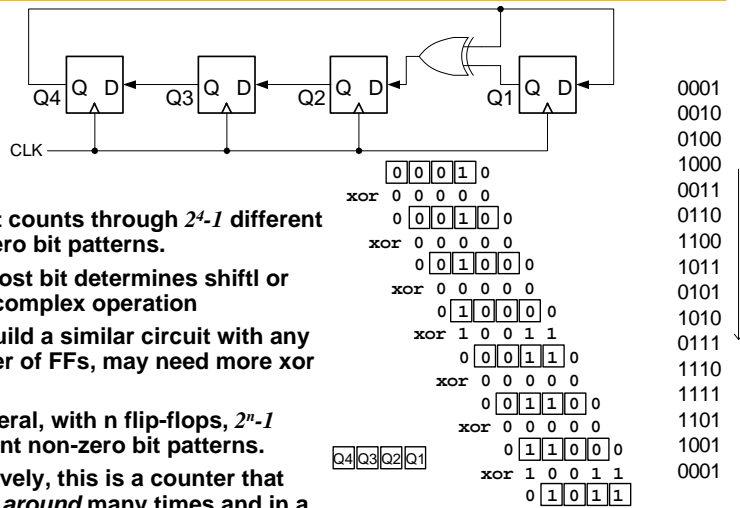 Q D
Q D
Q D
Q D
Q4
Q3
Q2
Q1
CLK
t counts through 2⁴-1 different
ero bit patterns.
ost bit determines shiftl or
complex operation
uild a similar circuit with any
er of FFs, may need more xor
eral, with n flip-flops, 2ⁿ-1
nt non-zero bit patterns.
vely, this is a counter that
around many times and in a
Q4 Q3 Q2 Q1
0 0 0 1 0
xor 0 0 0 0 0
0 0 0 1 0 0
xor 0 0 0 0 0
0 0 1 0 0 0
xor 0 0 0 0 0
0 1 0 0 0 0
xor 1 0 0 1 1
0 0 0 1 1 0
xor 0 0 0 0 0
0 0 1 1 0 0
xor 0 0 0 0 0
0 1 1 0 0 0
xor 1 0 0 1 1
0 1 0 1 1
0001
0010
0100
1000
0011
0110
1100
1011
0101
1010
0111
1110
1111
1101
1001
0001